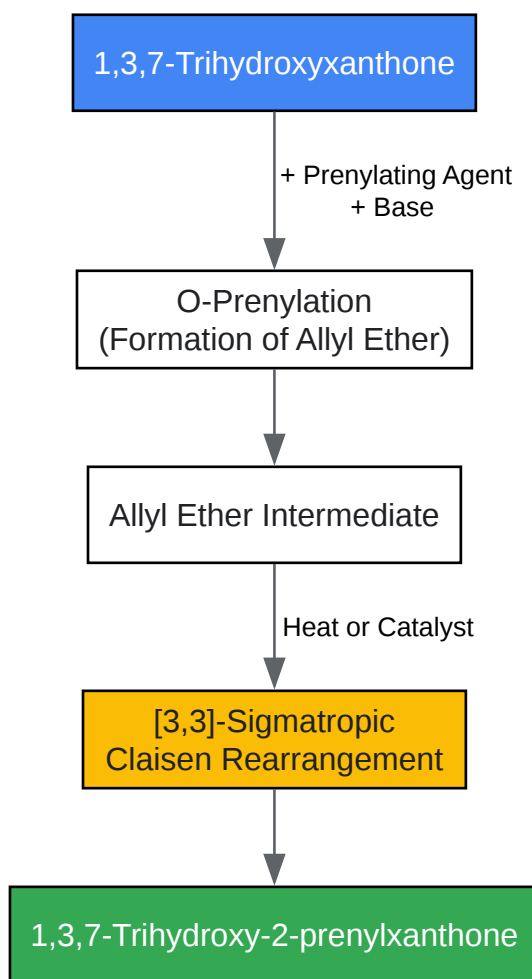 1,3,7-Trihydroxyxanthone
+ Prenylating Agent
+ Base
O-Prenylation
(Formation of Allyl Ether)
Allyl Ether Intermediate
Heat or Catalyst
[3,3]-Sigmatropic
Claisen Rearrangement
1,3,7-Trihydroxy-2-prenylxanthone